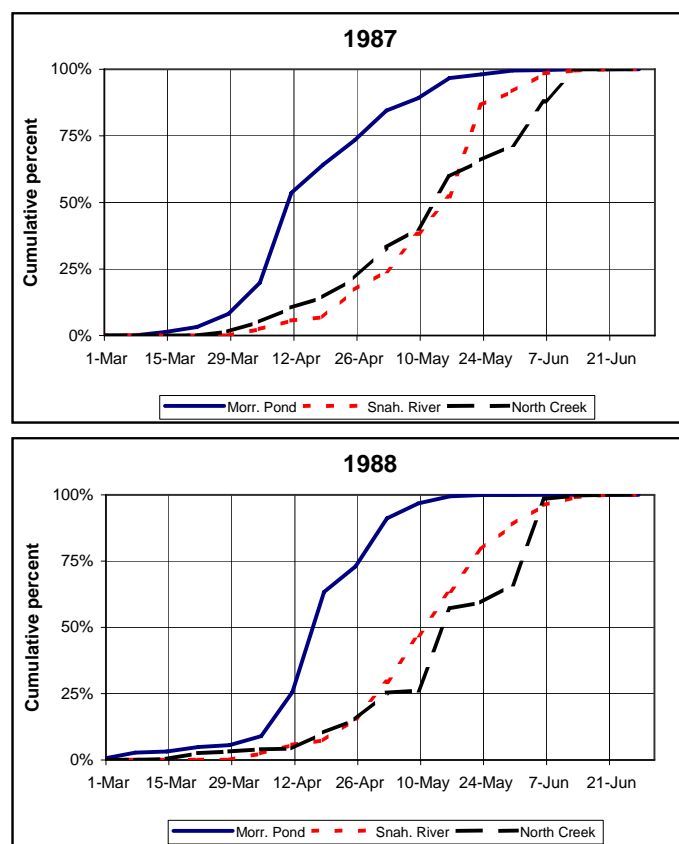 1987
Cumulative percent
100%
75%
50%
25%
0%
1-Mar 15-Mar 29-Mar 12-Apr 26-Apr 10-May 24-May 7-Jun 21-Jun
Morr. Pond Snah. River North Creek
1988
Cumulative percent
100%
75%
50%
25%
0%
1-Mar 15-Mar 29-Mar 12-Apr 26-Apr 10-May 24-May 7-Jun 21-Jun
Morr. Pond Snah. River North Creek